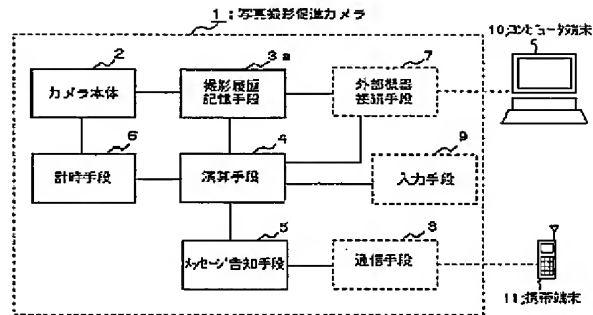 1:写真撮影促進カメラ
10;コンピュータ端末
2
カメラ本体
3a
撮影履歴
記憶手段
7
外部機器
接続手段
6
計時手段
4
演算手段
9
入力手段
5
メッセージ告知手段
8
通信手段
11;携帯端末